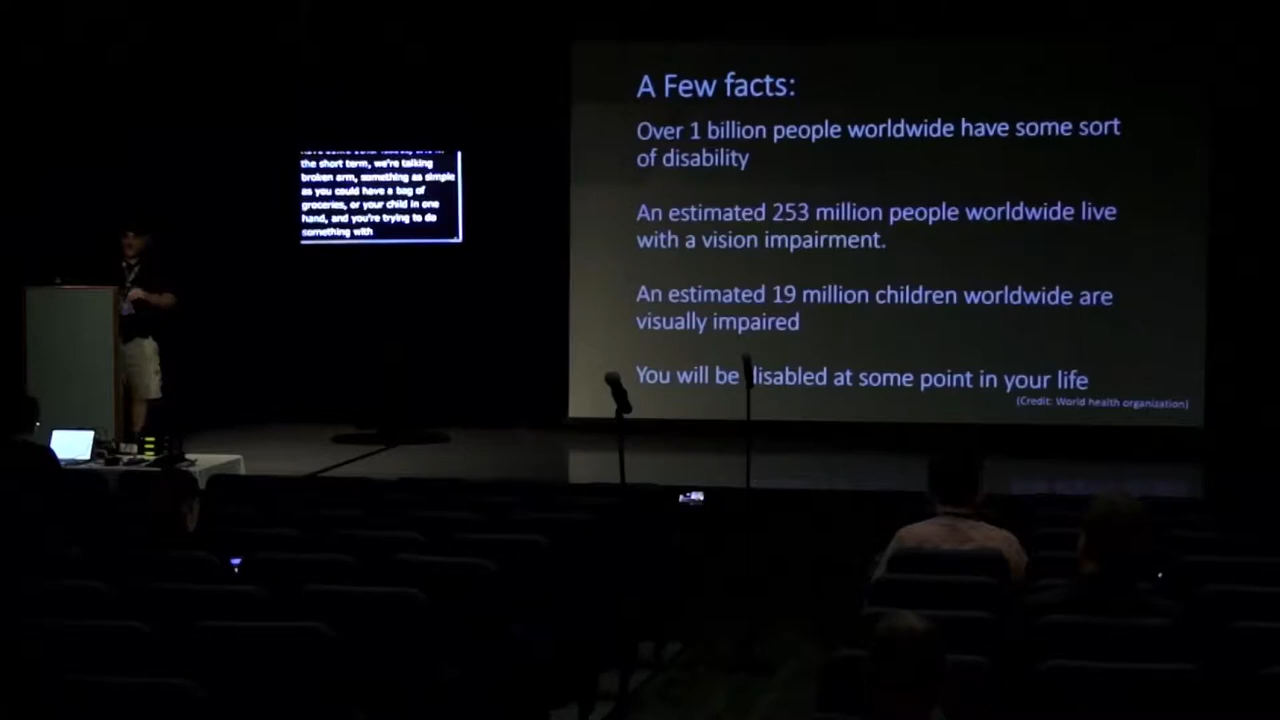 the short term, we're talking
broken arm, something as simple
as you could have a bag of
groceries, or your child in one
hand, and you're trying to do
something with
A Few facts:
Over 1 billion people worldwide have some sort
of disability
An estimated 253 million people worldwide live
with a vision impairment.
An estimated 19 million children worldwide are
visually impaired
You will be disabled at some point in your life
(Credit: World health organization)